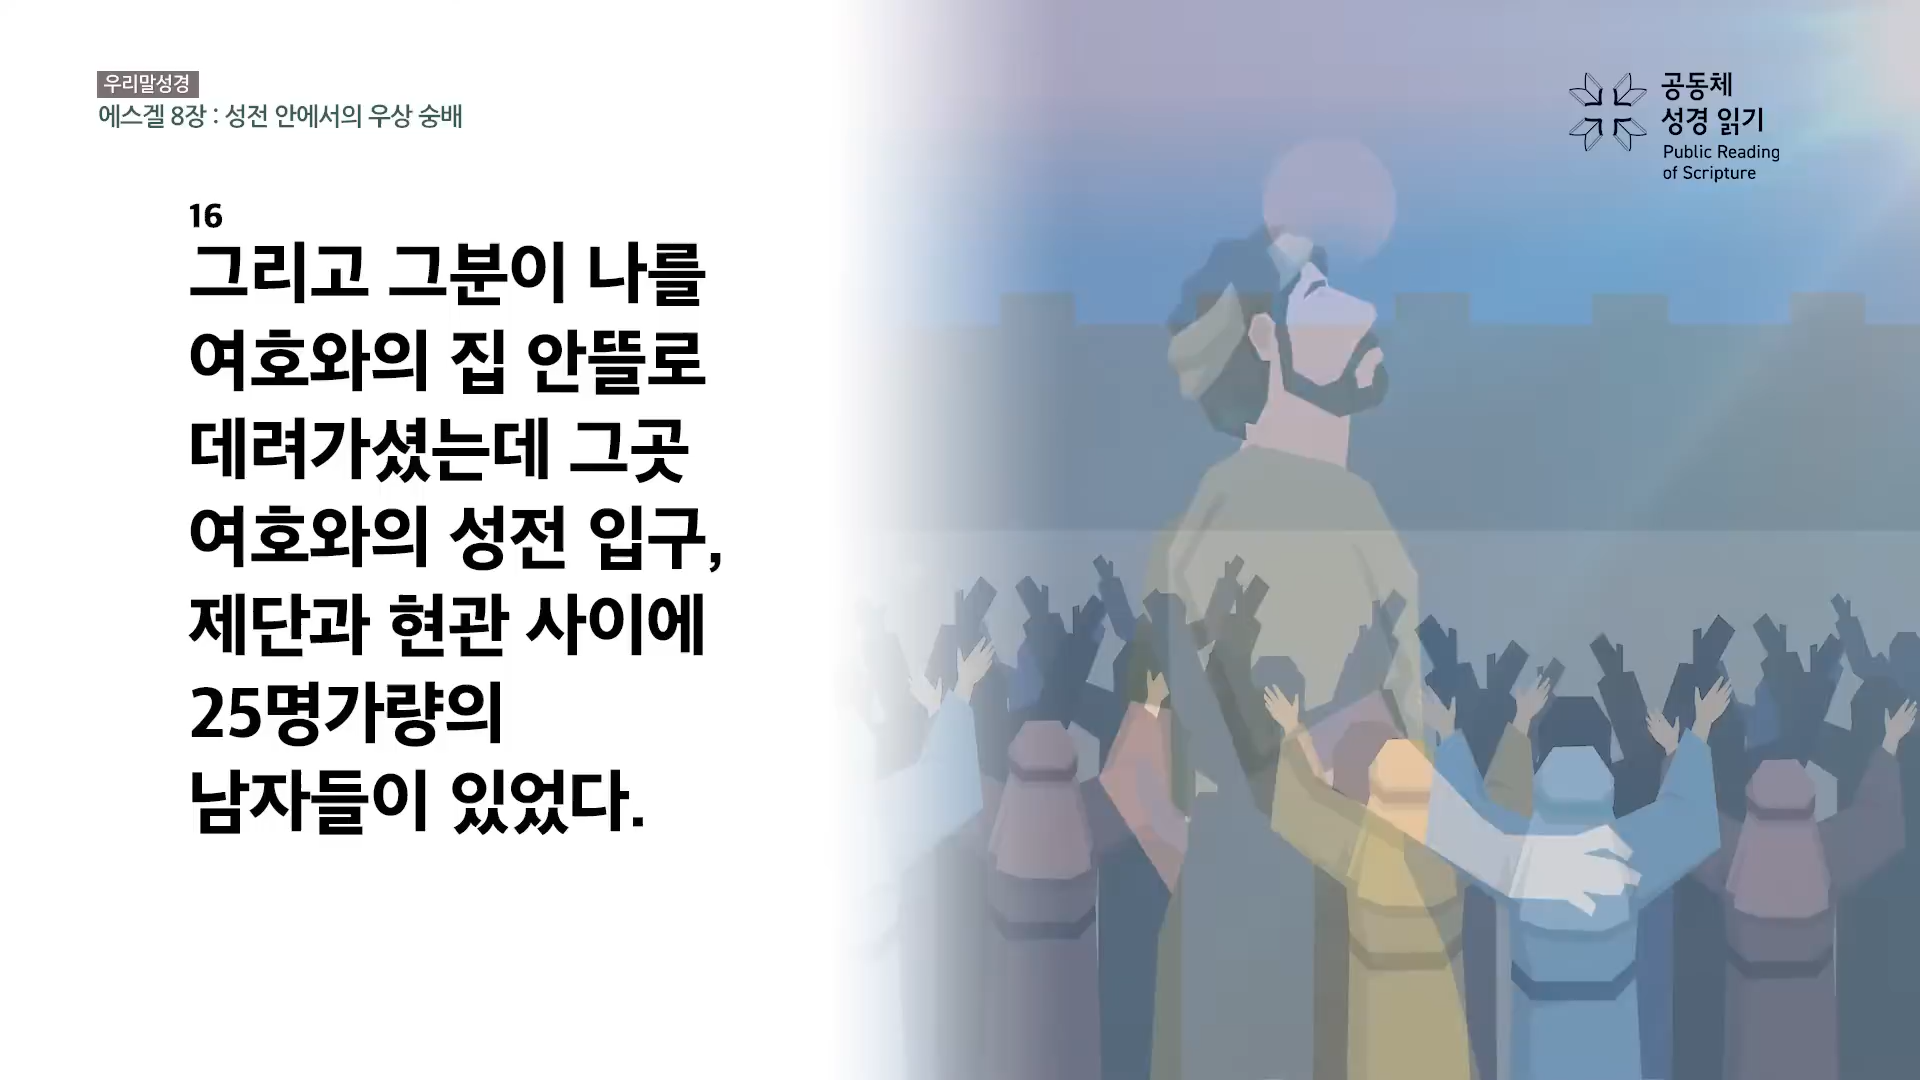 우리말성경
에스겔 8장 : 성전 안에서의 우상 숭배
공동체
성경 읽기
Public Reading
of Scripture
16
그리고 그분이 나를
여호와의 집 안뜰로
데려가셨는데 그곳
여호와의 성전 입구,
제단과 현관 사이에
25명가량의
남자들이 있었다.